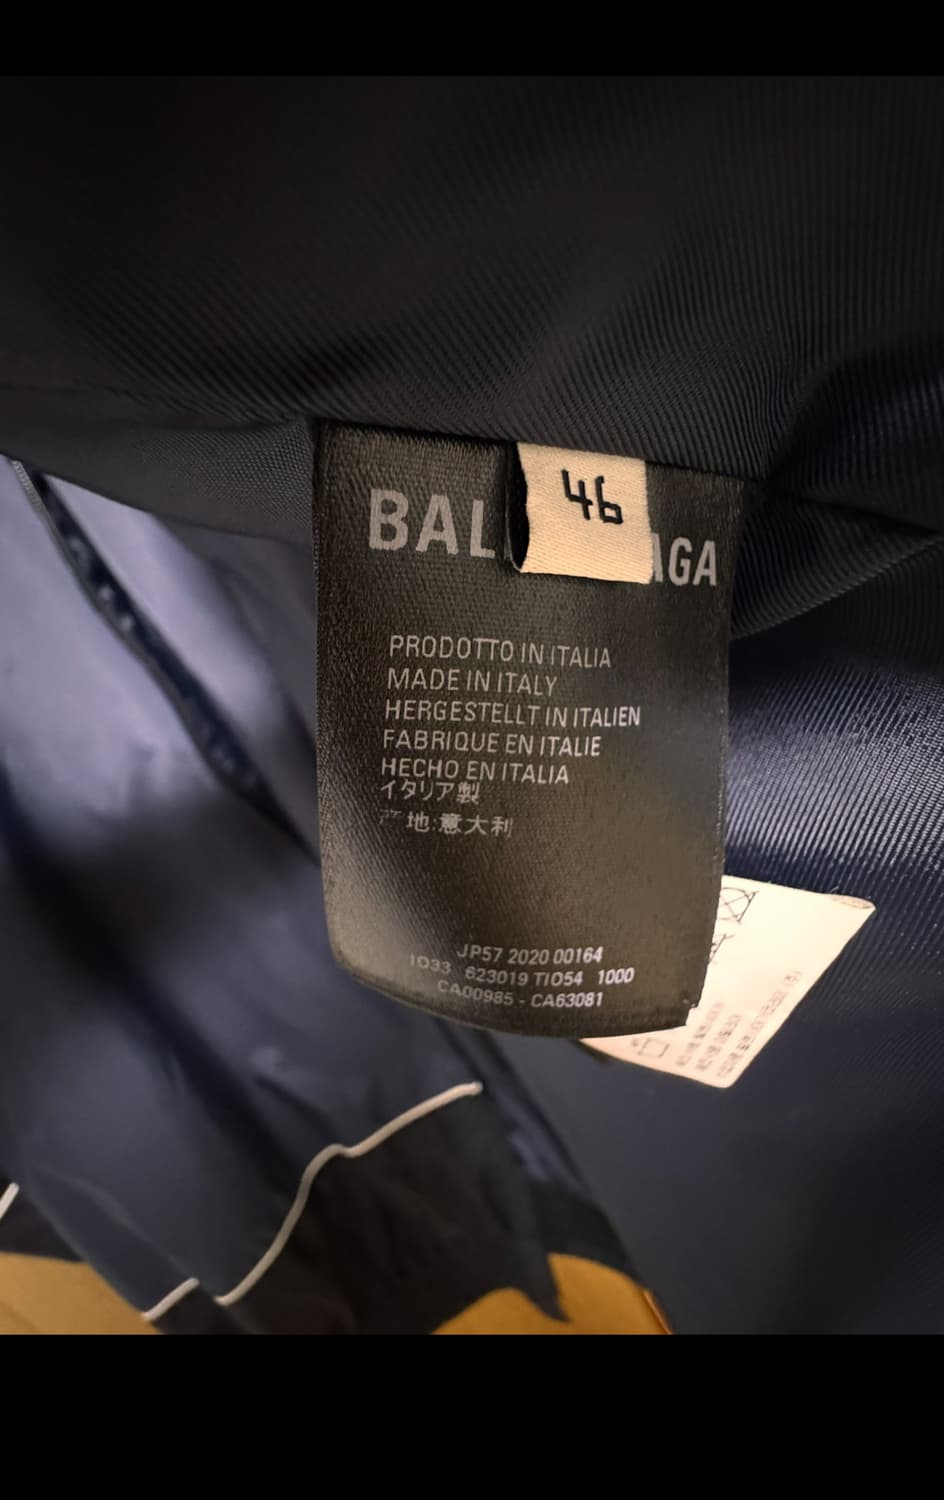 46
BAL AGA
PRODOTTO IN ITALIA
MADE IN ITALY
HERGESTELLT IN ITALIEN
FABRIQUE EN ITALIE
HECHO EN ITALIA
イタリア製
产地:意大利
JP57 2020 00164
1033 623019 TIO54 1000
CA00985 - CA63081